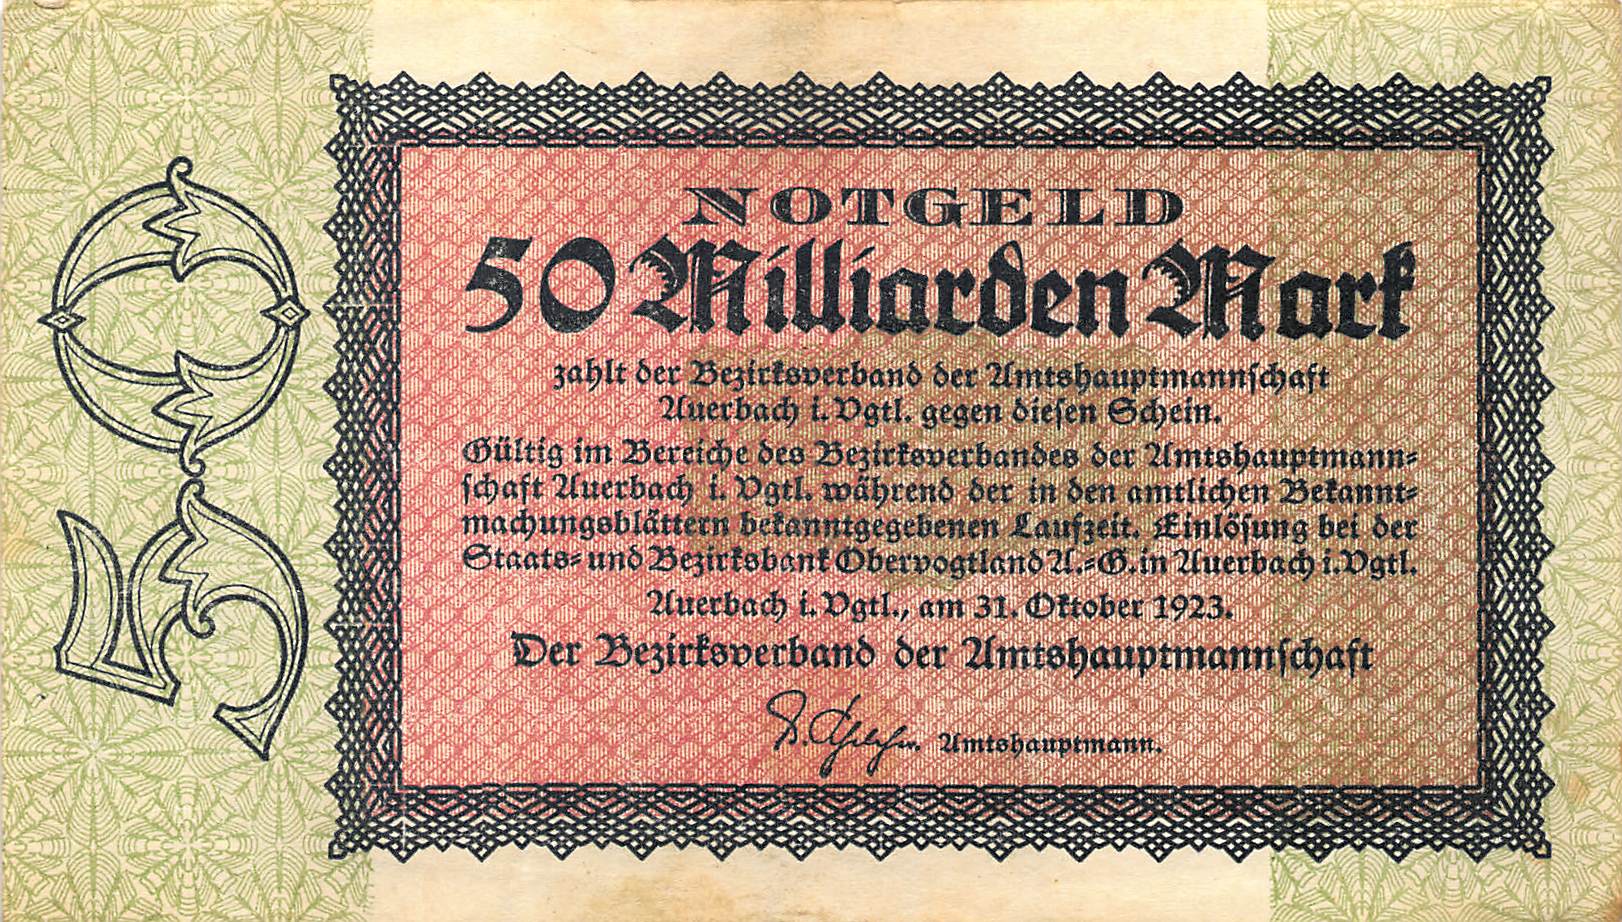 50
NOTGELD
50 Milliarden Mark
zahlt der Bezirksverband der Amtshauptmannschaft
Auerbach i. Vgtl. gegen diesen Schein.
Gültig im Bereiche des Bezirksverbandes der Amtshauptmann-
schaft Auerbach i. Vgtl. während der in den amtlichen Bekannt-
machungsblättern bekanntgegebenen Laufzeit. Einlösung bei der
Staats- und Bezirksbank Obervogtland A.-G. in Auerbach i. Vgtl.
Auerbach i. Vgtl., am 31. Oktober 1923.
Der Bezirksverband der Amtshauptmannschaft
Amtshauptmann.